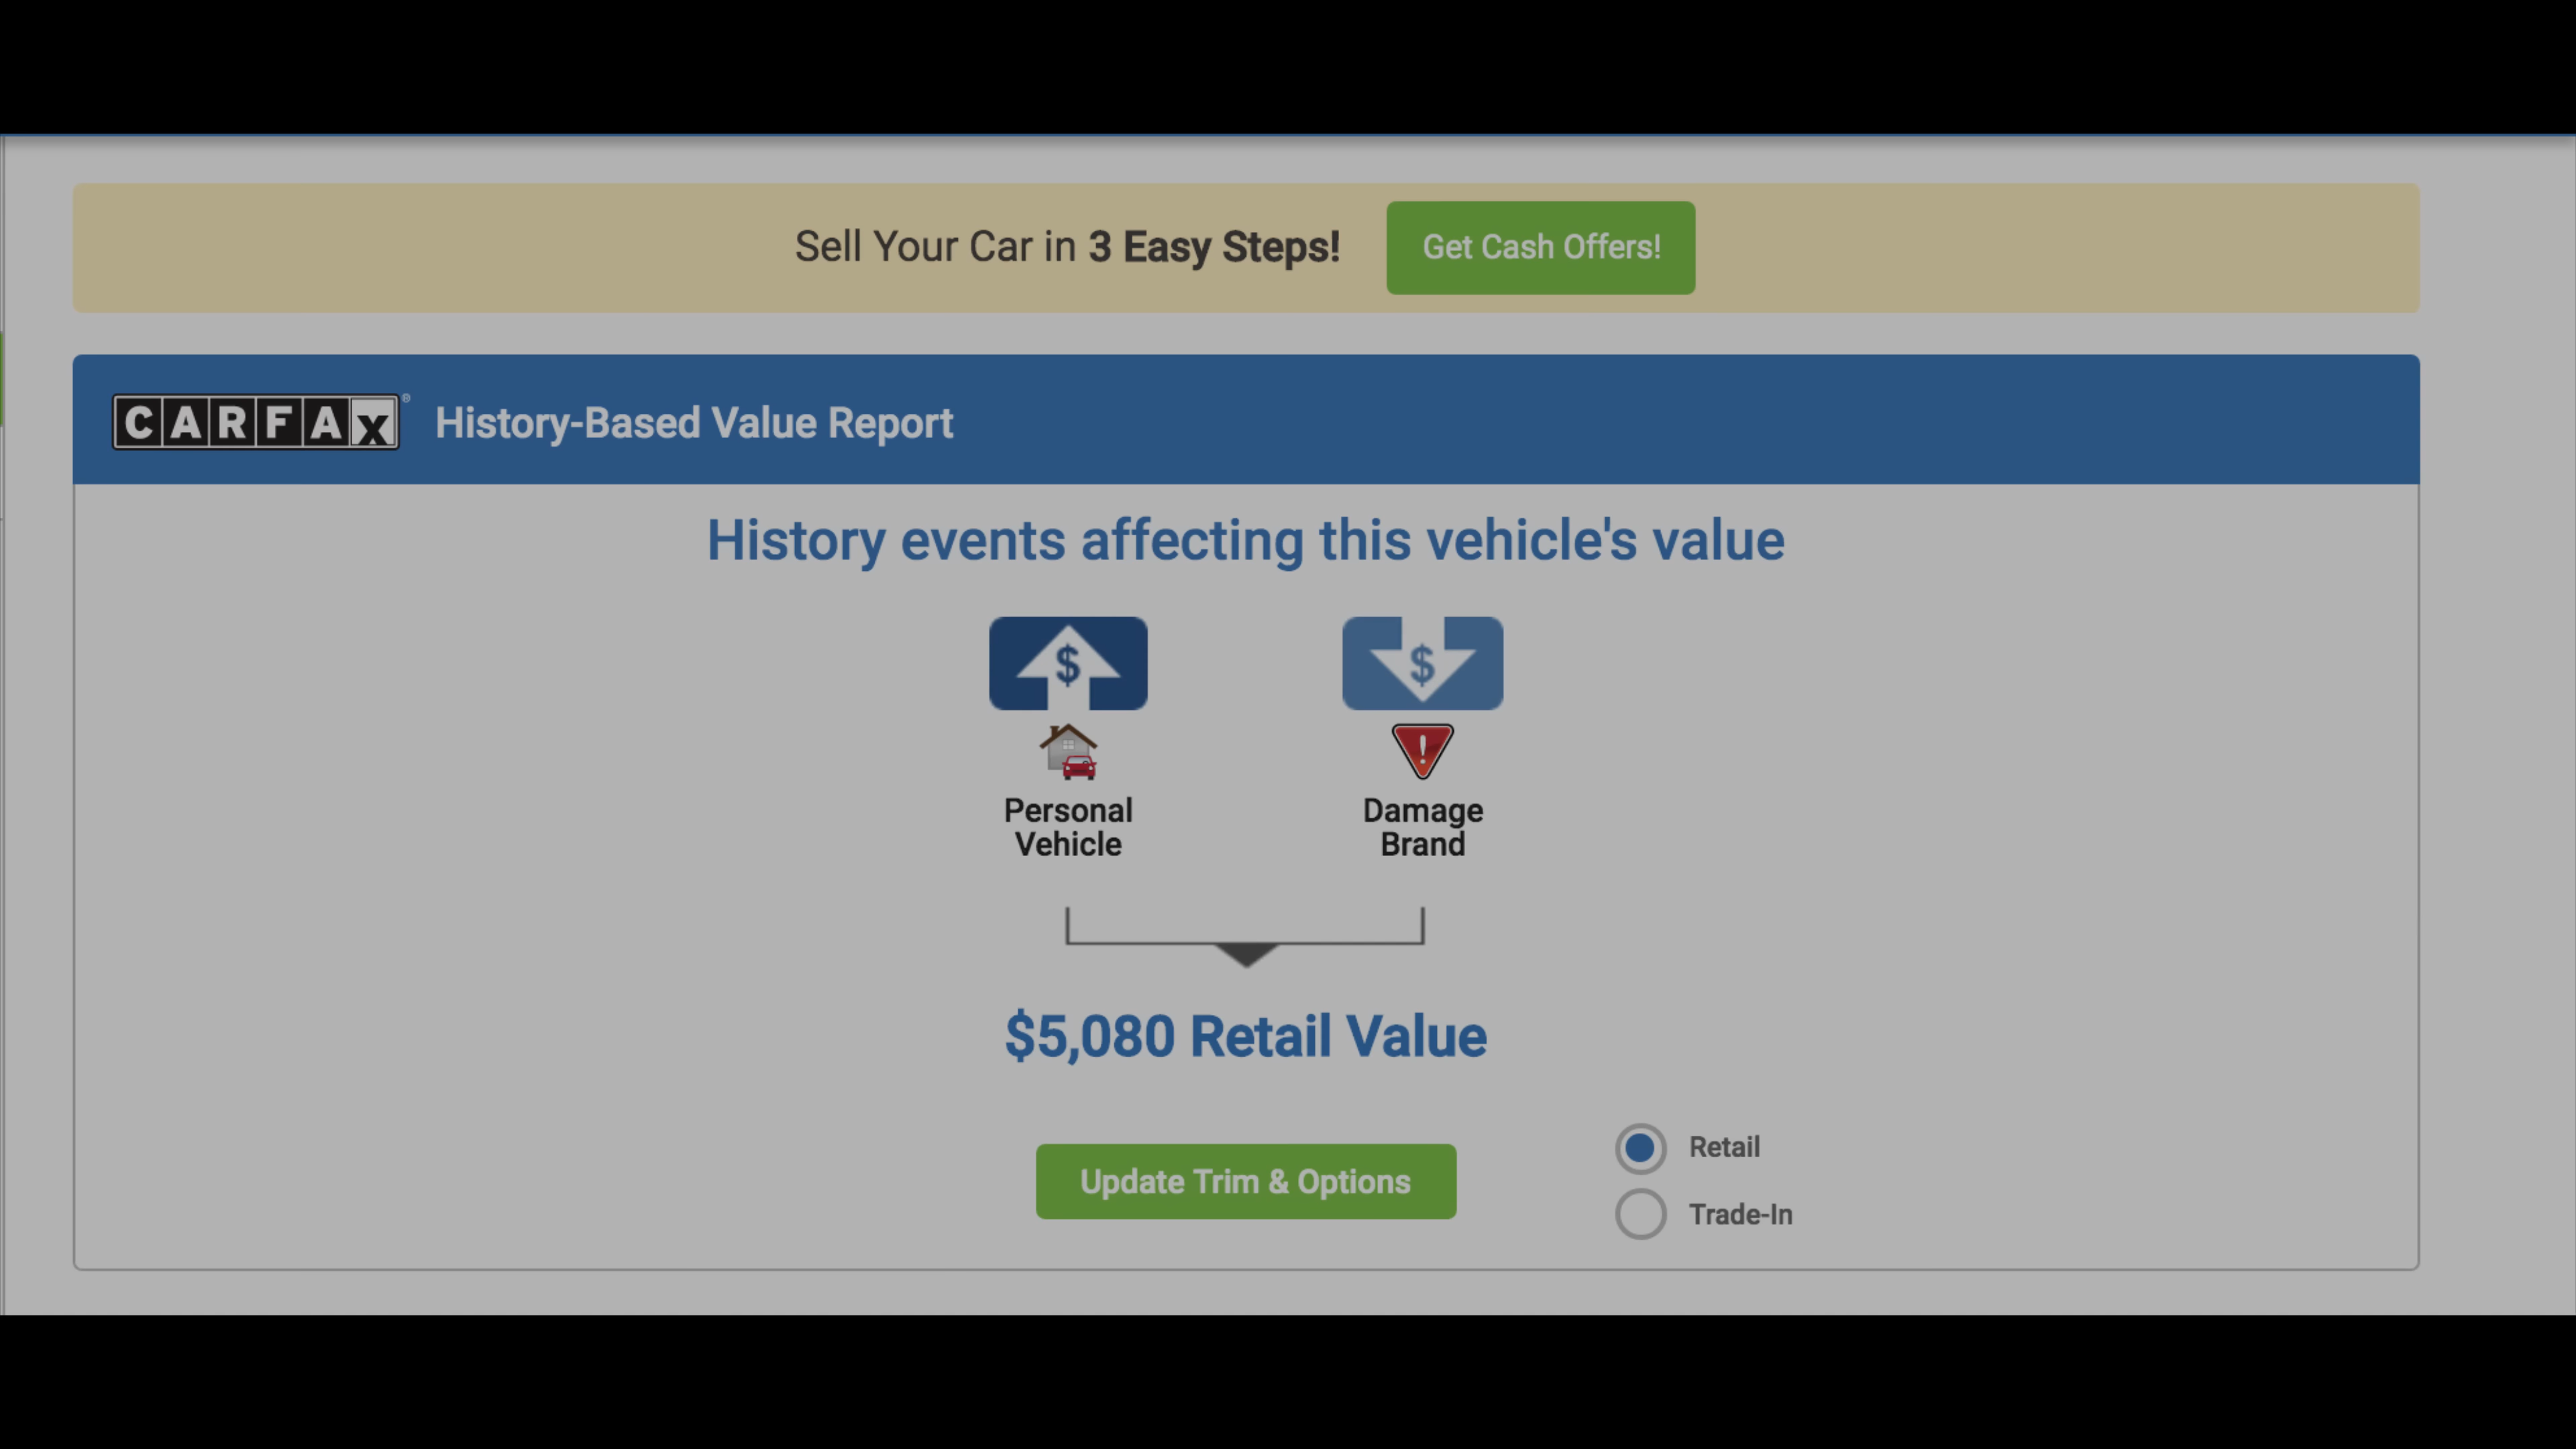 Sell Your Car in 3 Easy Steps!
Get Cash Offers!
CARFAX® History-Based Value Report
History events affecting this vehicle's value
$ $
Personal Vehicle
Damage Brand
$5,080 Retail Value
Update Trim & Options
Retail
Trade-In